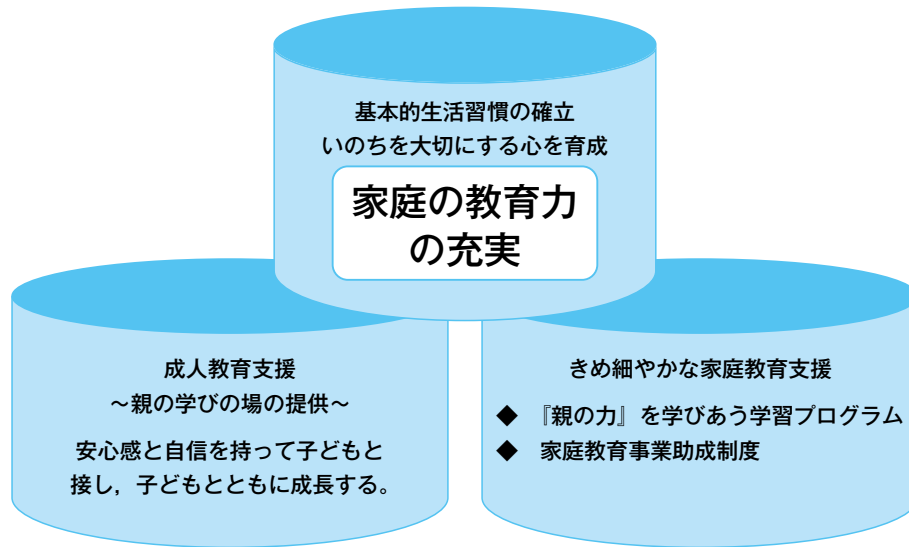 基本的生活習慣の確立
いのちを大切にする心を育成
家庭の教育力
の充実
成人教育支援
～親の学びの場の提供～
安心感と自信を持って子どもと
接し，子どもとともに成長する。
きめ細やかな家庭教育支援
◆ 『親の力』を学びあう学習プログラム
◆ 家庭教育事業助成制度